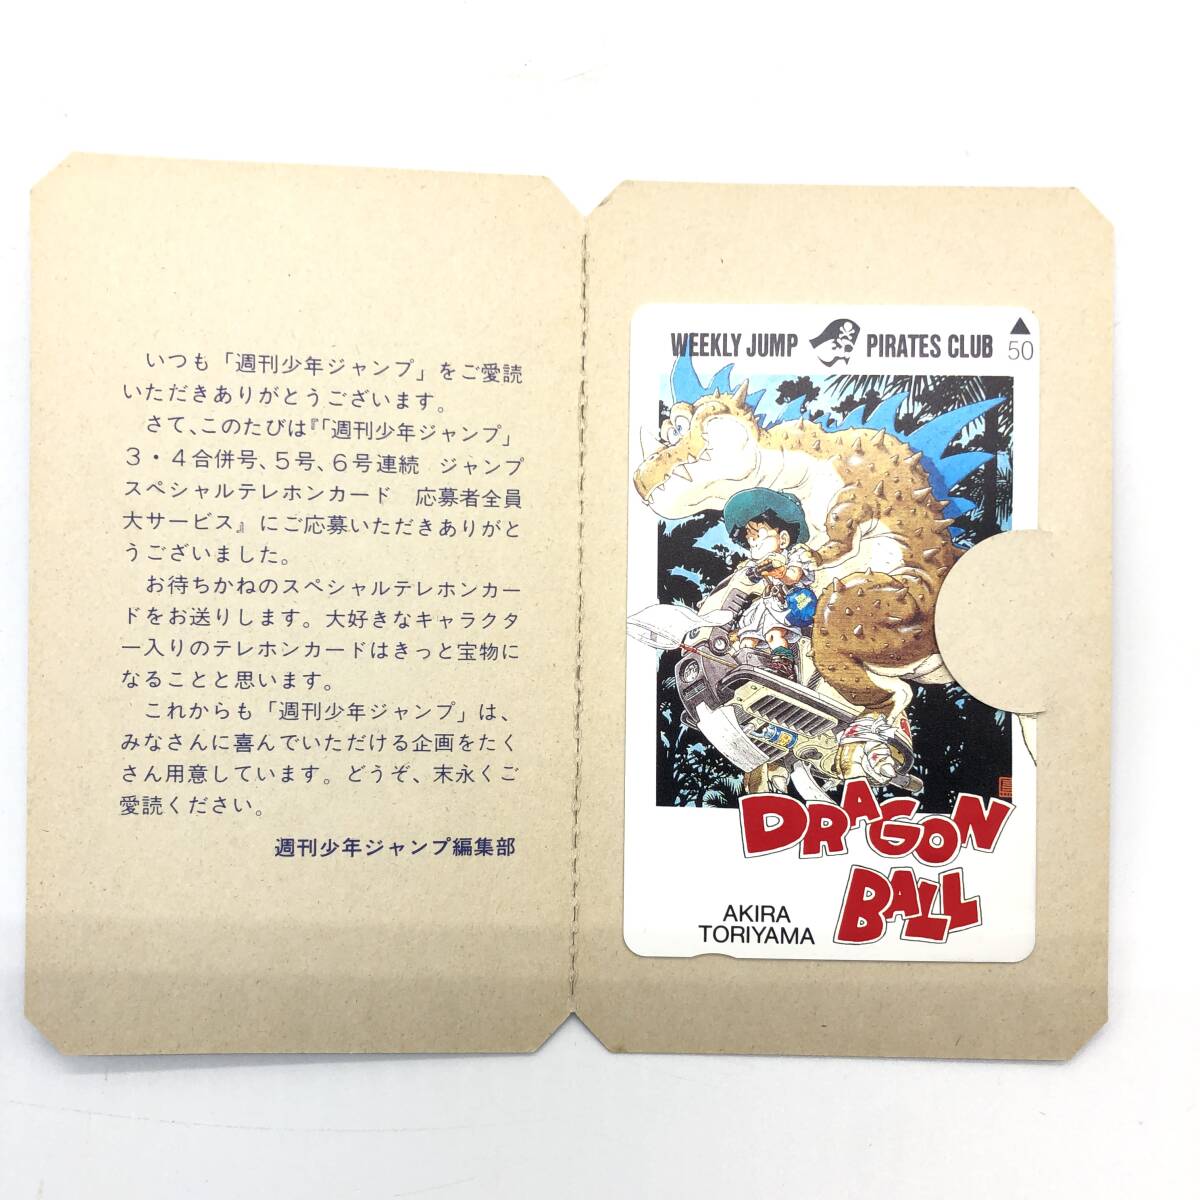 いつも「週刊少年ジャンプ」をご愛読
いただきありがとうございます。
さて、このたびは『「週刊少年ジャンプ」
3・4合併号、5号、6号連続 ジャンプ
スペシャルテレホンカード 応募者全員
大サービス』にご応募いただきありがと
うございました。
お待ちかねのスペシャルテレホンカー
ドをお送りします。大好きなキャラクタ
ー入りのテレホンカードはきっと宝物に
なることと思います。
これからも「週刊少年ジャンプ」は、
みなさんに喜んでいただける企画をたく
さん用意しています。どうぞ、末永くご
愛読ください。
週刊少年ジャンプ編集部
WEEKLY JUMP PIRATES CLUB
50
DRAGON
BALL
AKIRA
TORIYAMA